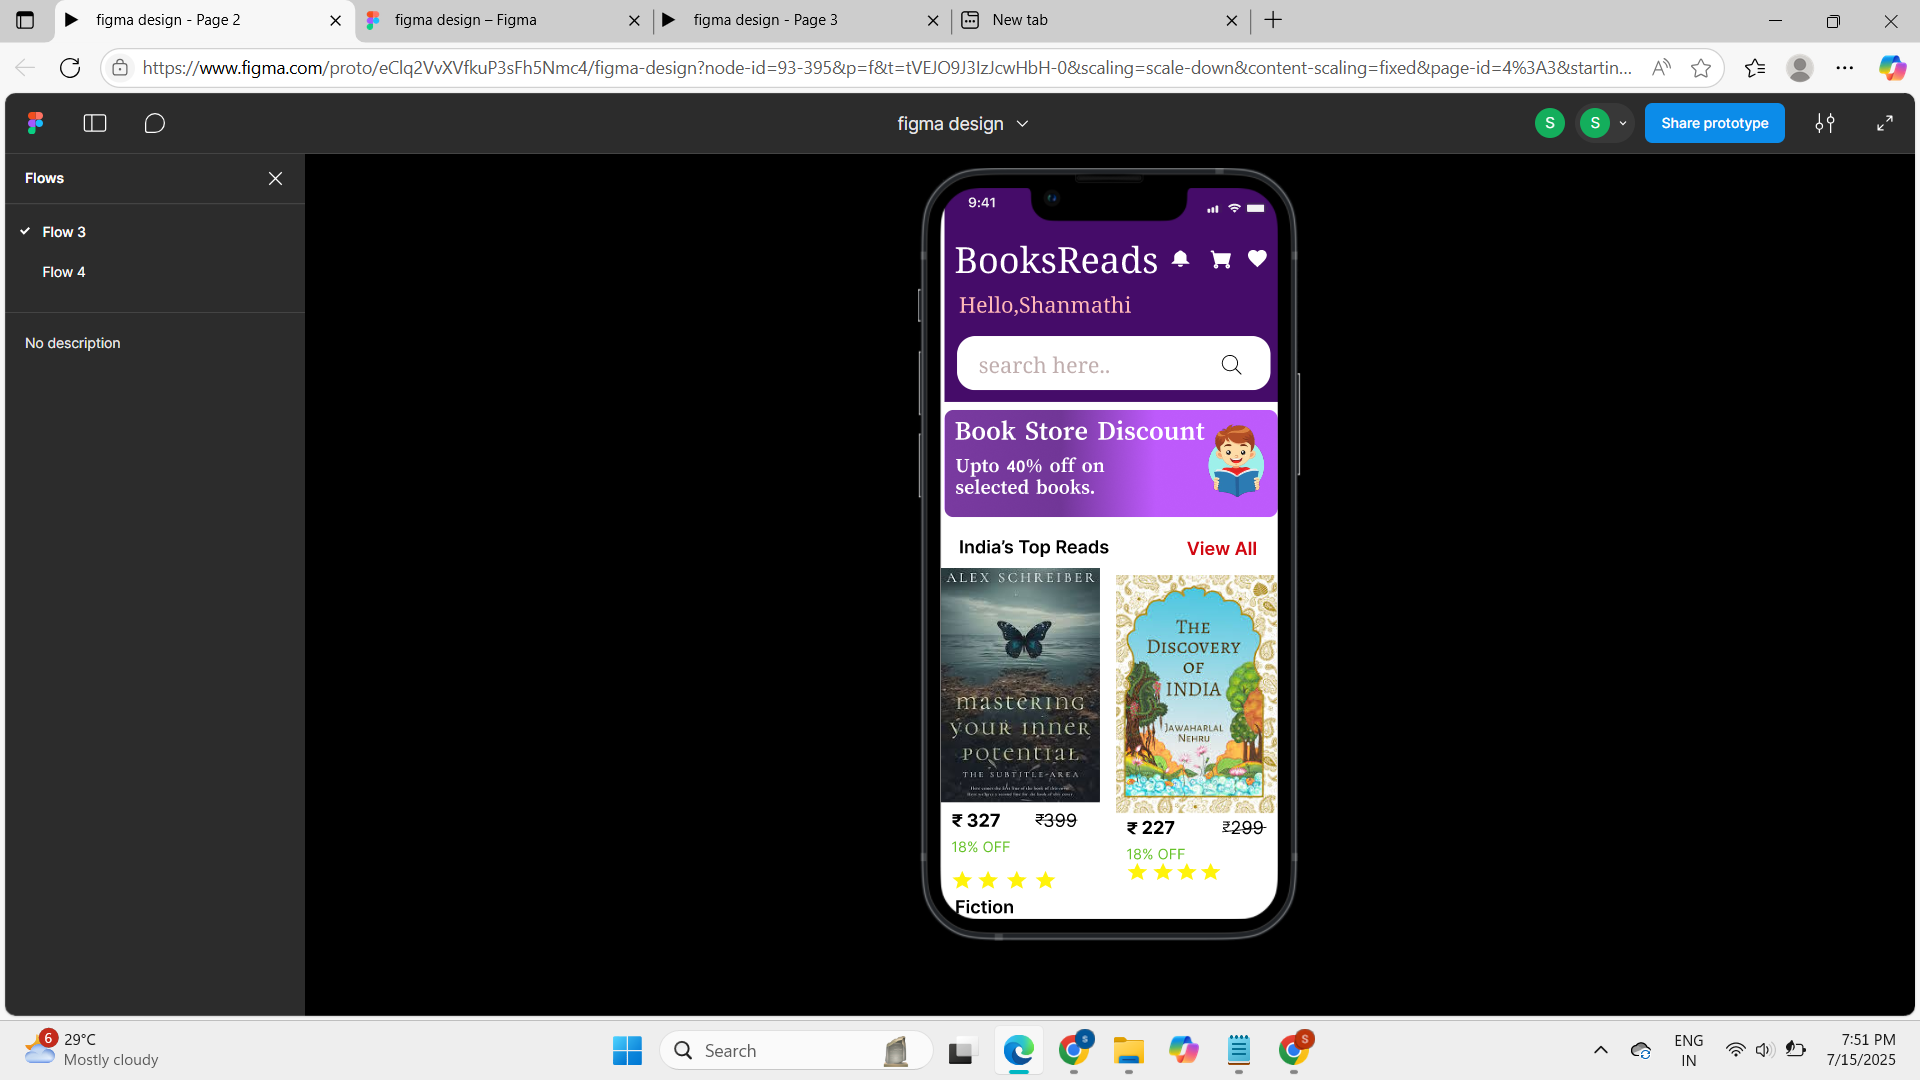 figma design - Page 2
figma design – Figma
figma design - Page 3
New tab
https://www.figma.com/proto/eClq2VvXVfkuP3sFh5Nmc4/figma-design?node-id=93-395&p=f&t=tVEJO9J3IzJcwHbH-0&scaling=scale-down&content-scaling=fixed&page-id=4%3A3&startin...
figma design
S
S
Share prototype
Flows
Flow 3
Flow 4
No description
9:41
BooksReads
Hello,Shanmathi
search here..
Book Store Discount
Upto 40% off on
selected books.
India’s Top Reads
View All
ALEX SCHREIBER
mastering
your inner
potential
THE SUBTITLE-AREA
₹ 327
₹399
18% OFF
THE
DISCOVERY
OF
INDIA
JAWAHARLAL
NEHRU
₹ 227
₹299
18% OFF
Fiction
6
29°C
Mostly cloudy
Search
S
S
ENG
IN
7:51 PM
7/15/2025